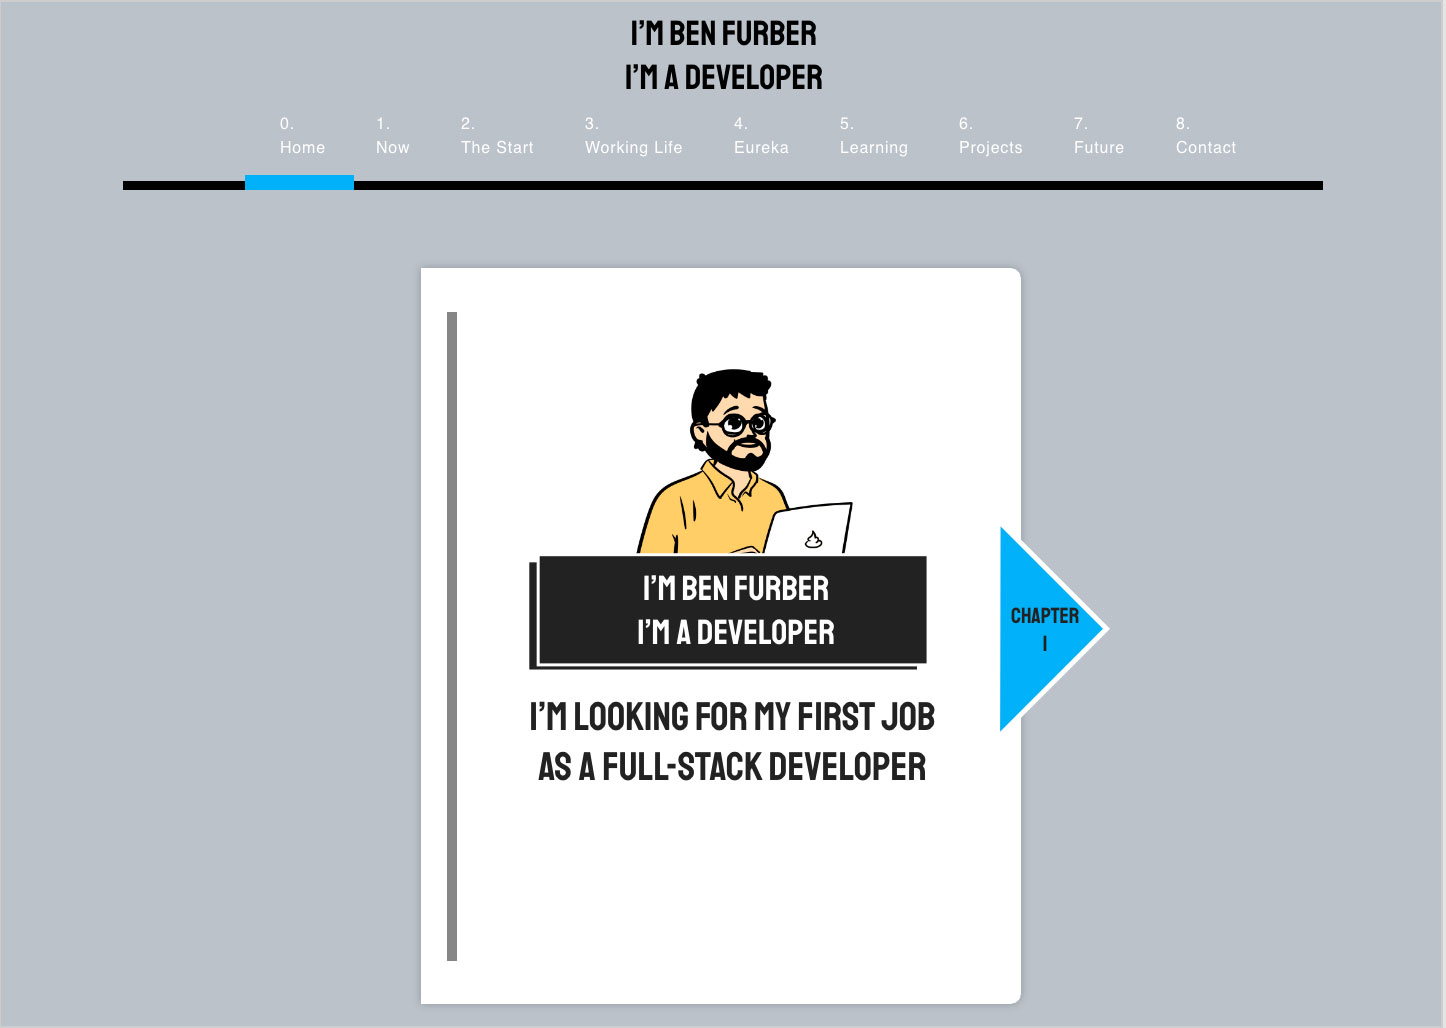 I'M BEN FURBER
I'M A DEVELOPER
0. 1. 2. 3. 4. 5. 6. 7. 8.
Home Now The Start Working Life Eureka Learning Projects Future Contact
I'M BEN FURBER
I'M A DEVELOPER
CHAPTER
1
I'M LOOKING FOR MY FIRST JOB
AS A FULL-STACK DEVELOPER